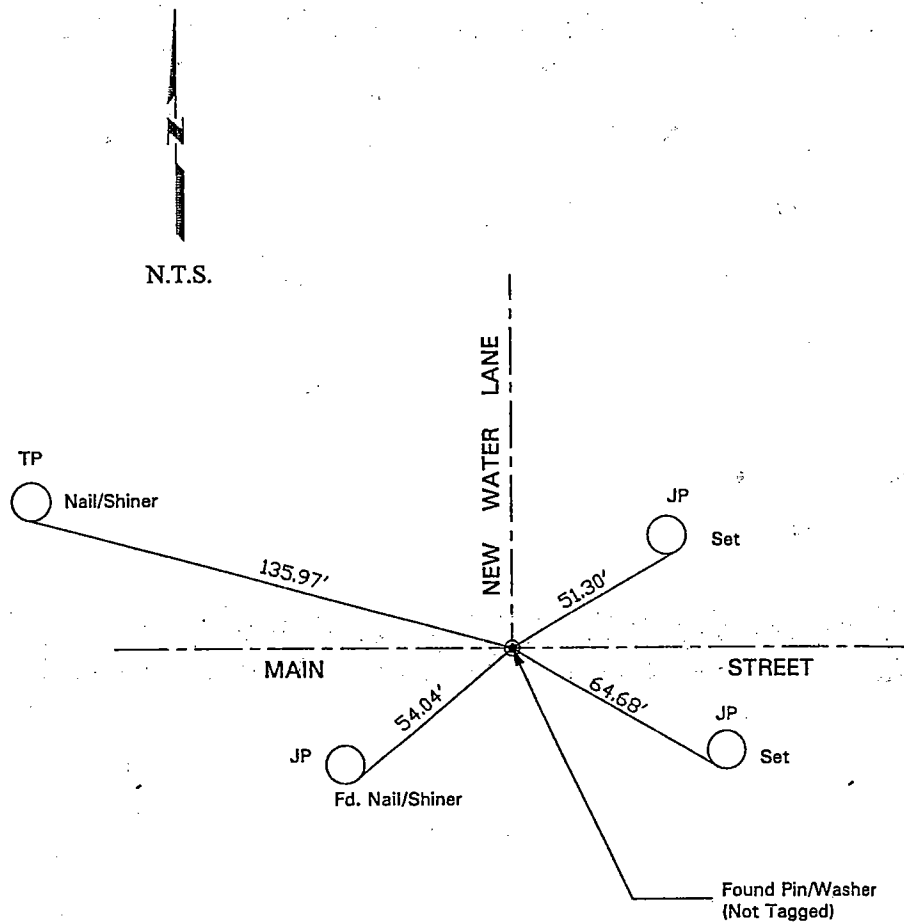 N
N.T.S.
NEW WATER LANE
TP
Nail/Shiner
JP
Set
135.97'
51.30'
MAIN
STREET
54.04'
64.68'
JP
Set
JP
Fd. Nail/Shiner
Found Pin/Washer
(Not Tagged)